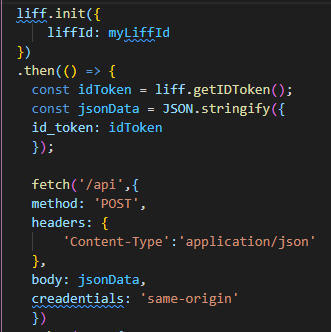 liff.init({
    liffId: myLiffId
})
.then(() => {
  const idToken = liff.getIDToken();
  const jsonData = JSON.stringify({
  id_token: idToken
  });

  fetch('/api',{
  method: 'POST',
  headers: {
      'Content-Type':'application/json'
  },
  body: jsonData,
  creadentials: 'same-origin'
  })